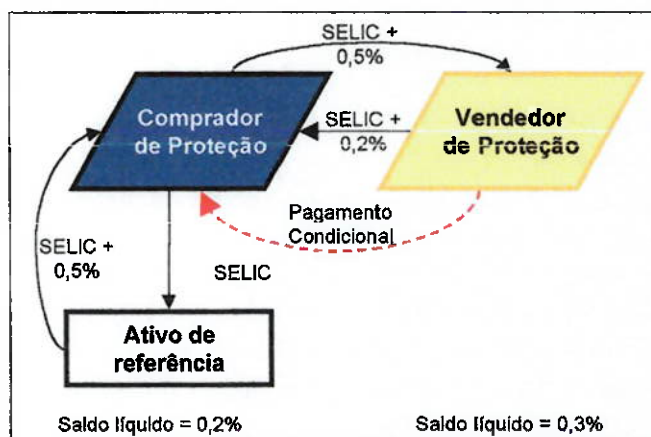 SELIC +
0,5%
Comprador
de Proteção
SELIC +
0,2%
Vendedor
de Proteção
Pagamento
Condicional
SELIC +
0,5%
SELIC
Ativo de
referência
Saldo líquido = 0,2%
Saldo líquido = 0,3%